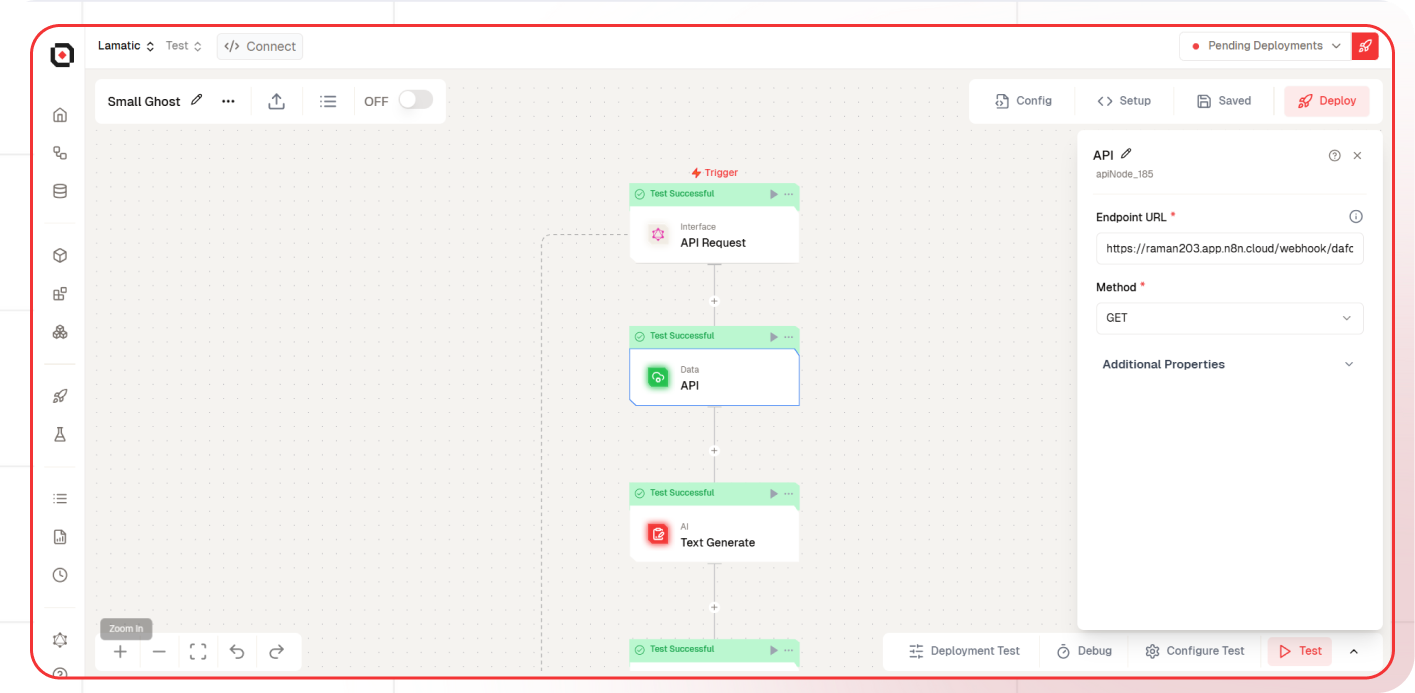 Lamatic Test </> Connect Pending Deployments
Small Ghost OFF Config Setup Saved Deploy
Trigger
Test Successful
Interface
API Request
Test Successful
Data
API
Test Successful
AI
Text Generate
Test Successful
API
apiNode_185
Endpoint URL *
https://raman203.app.n8n.cloud/webhook/dafc
Method *
GET
Additional Properties
Zoom In
Deployment Test Debug Configure Test Test